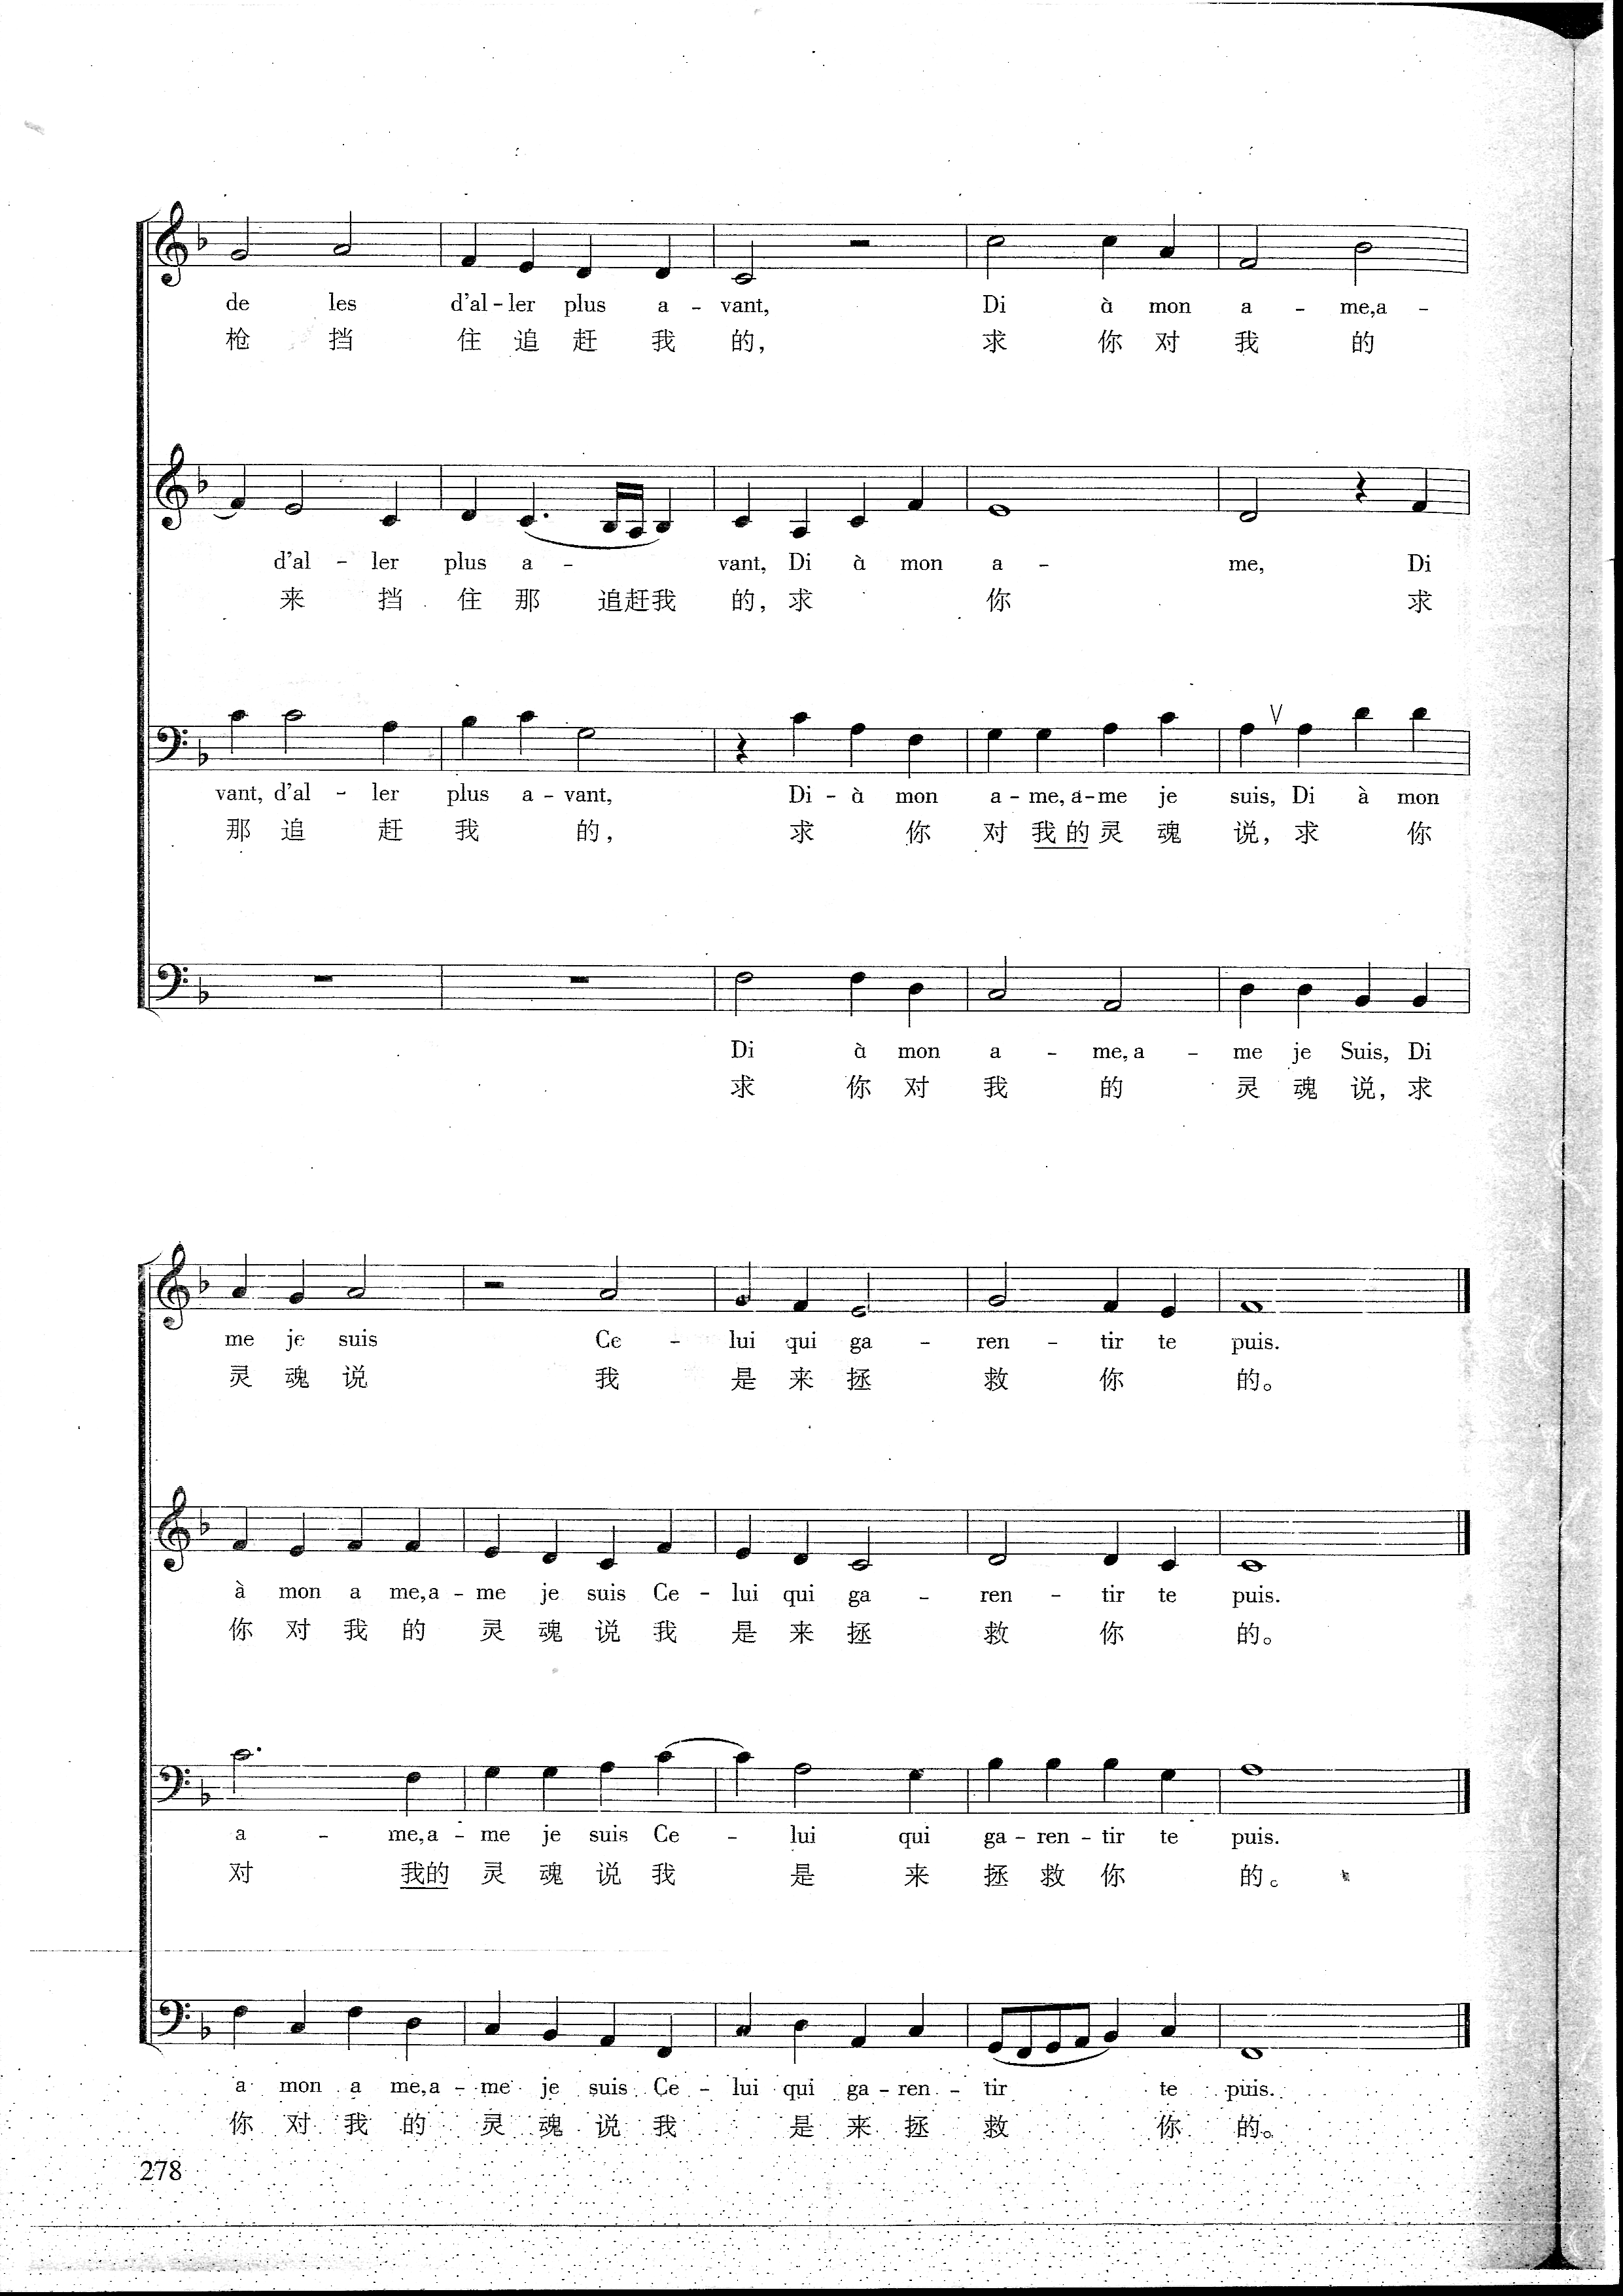 de les d'al-ler plus a-vant, Di à mon a-me,a-
枪 挡 住 追 赶 我 的, 求 你 对 我 的
d'al-ler plus a- vant, Di à mon a- me, Di
来 挡 住 那 追赶我 的, 求 你 求
vant, d'al-ler plus a-vant, Di-à mon a-me, a-me je suis, Di à mon
那 追 赶 我 的, 求 你 对 我 的 灵 魂 说, 求 你
Di à mon a-me, a-me je Suis, Di
求 你 对 我 的 灵 魂 说, 求
me je suis Ce-lui qui ga-ren-tir te puis.
灵 魂 说 我 是 来 拯 救 你 的。
à mon a me,a-me je suis Ce-lui qui ga-ren-tir te puis.
你 对 我 的 灵 魂 说 我 是 来 拯 救 你 的。
a-me,a-me je suis Ce-lui qui ga-ren-tir te puis.
对 我的 灵 魂 说 我 是 来 拯 救 你 的。
a mon a me,a-me je suis Ce-lui qui ga-ren-tir te puis.
你 对 我 的 灵 魂 说 我 是 来 拯 救 你 的。
278